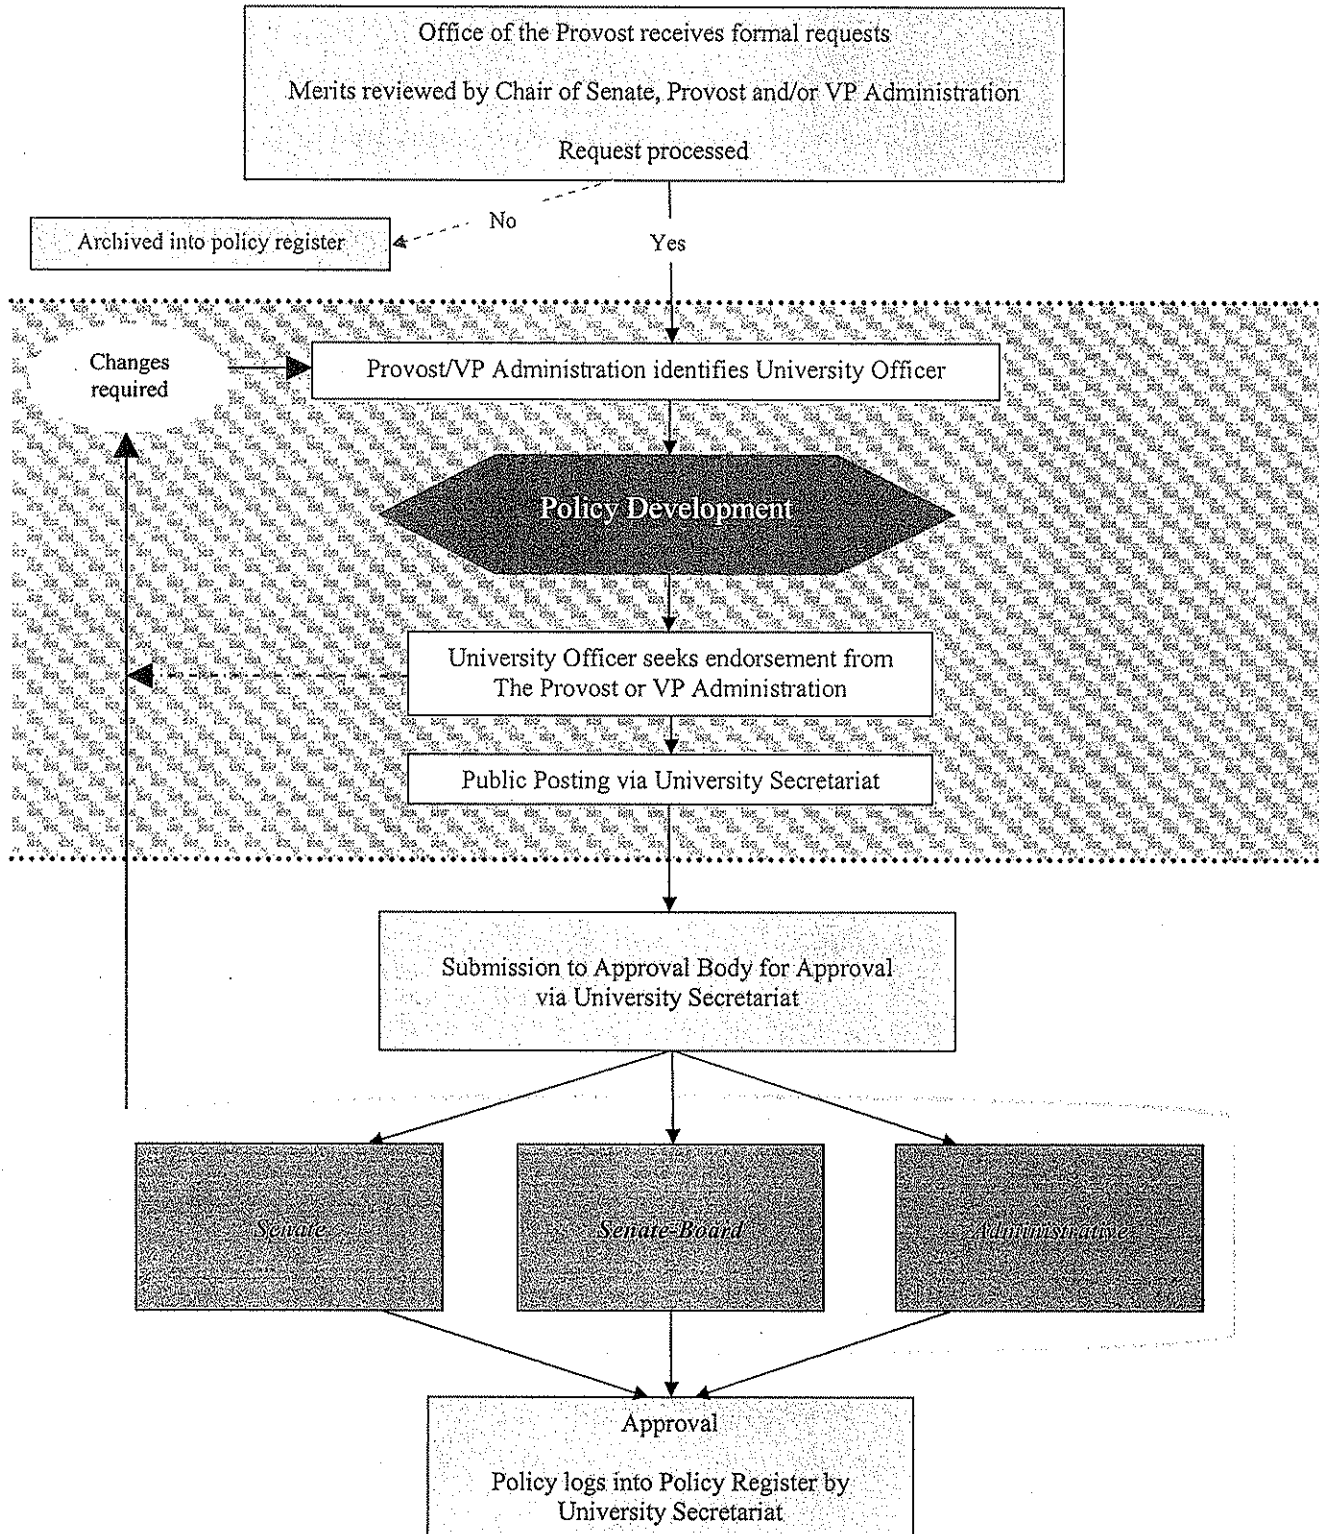 Office of the Provost receives formal requests
Merits reviewed by Chair of Senate, Provost and/or VP Administration
Request processed
No
Archived into policy register
Yes
Changes
required
Provost/VP Administration identifies University Officer
Policy Development
University Officer seeks endorsement from
The Provost or VP Administration
Public Posting via University Secretariat
Submission to Approval Body for Approval
via University Secretariat
Senate
Senate-Board
Administrative
Approval
Policy logs into Policy Register by
University Secretariat